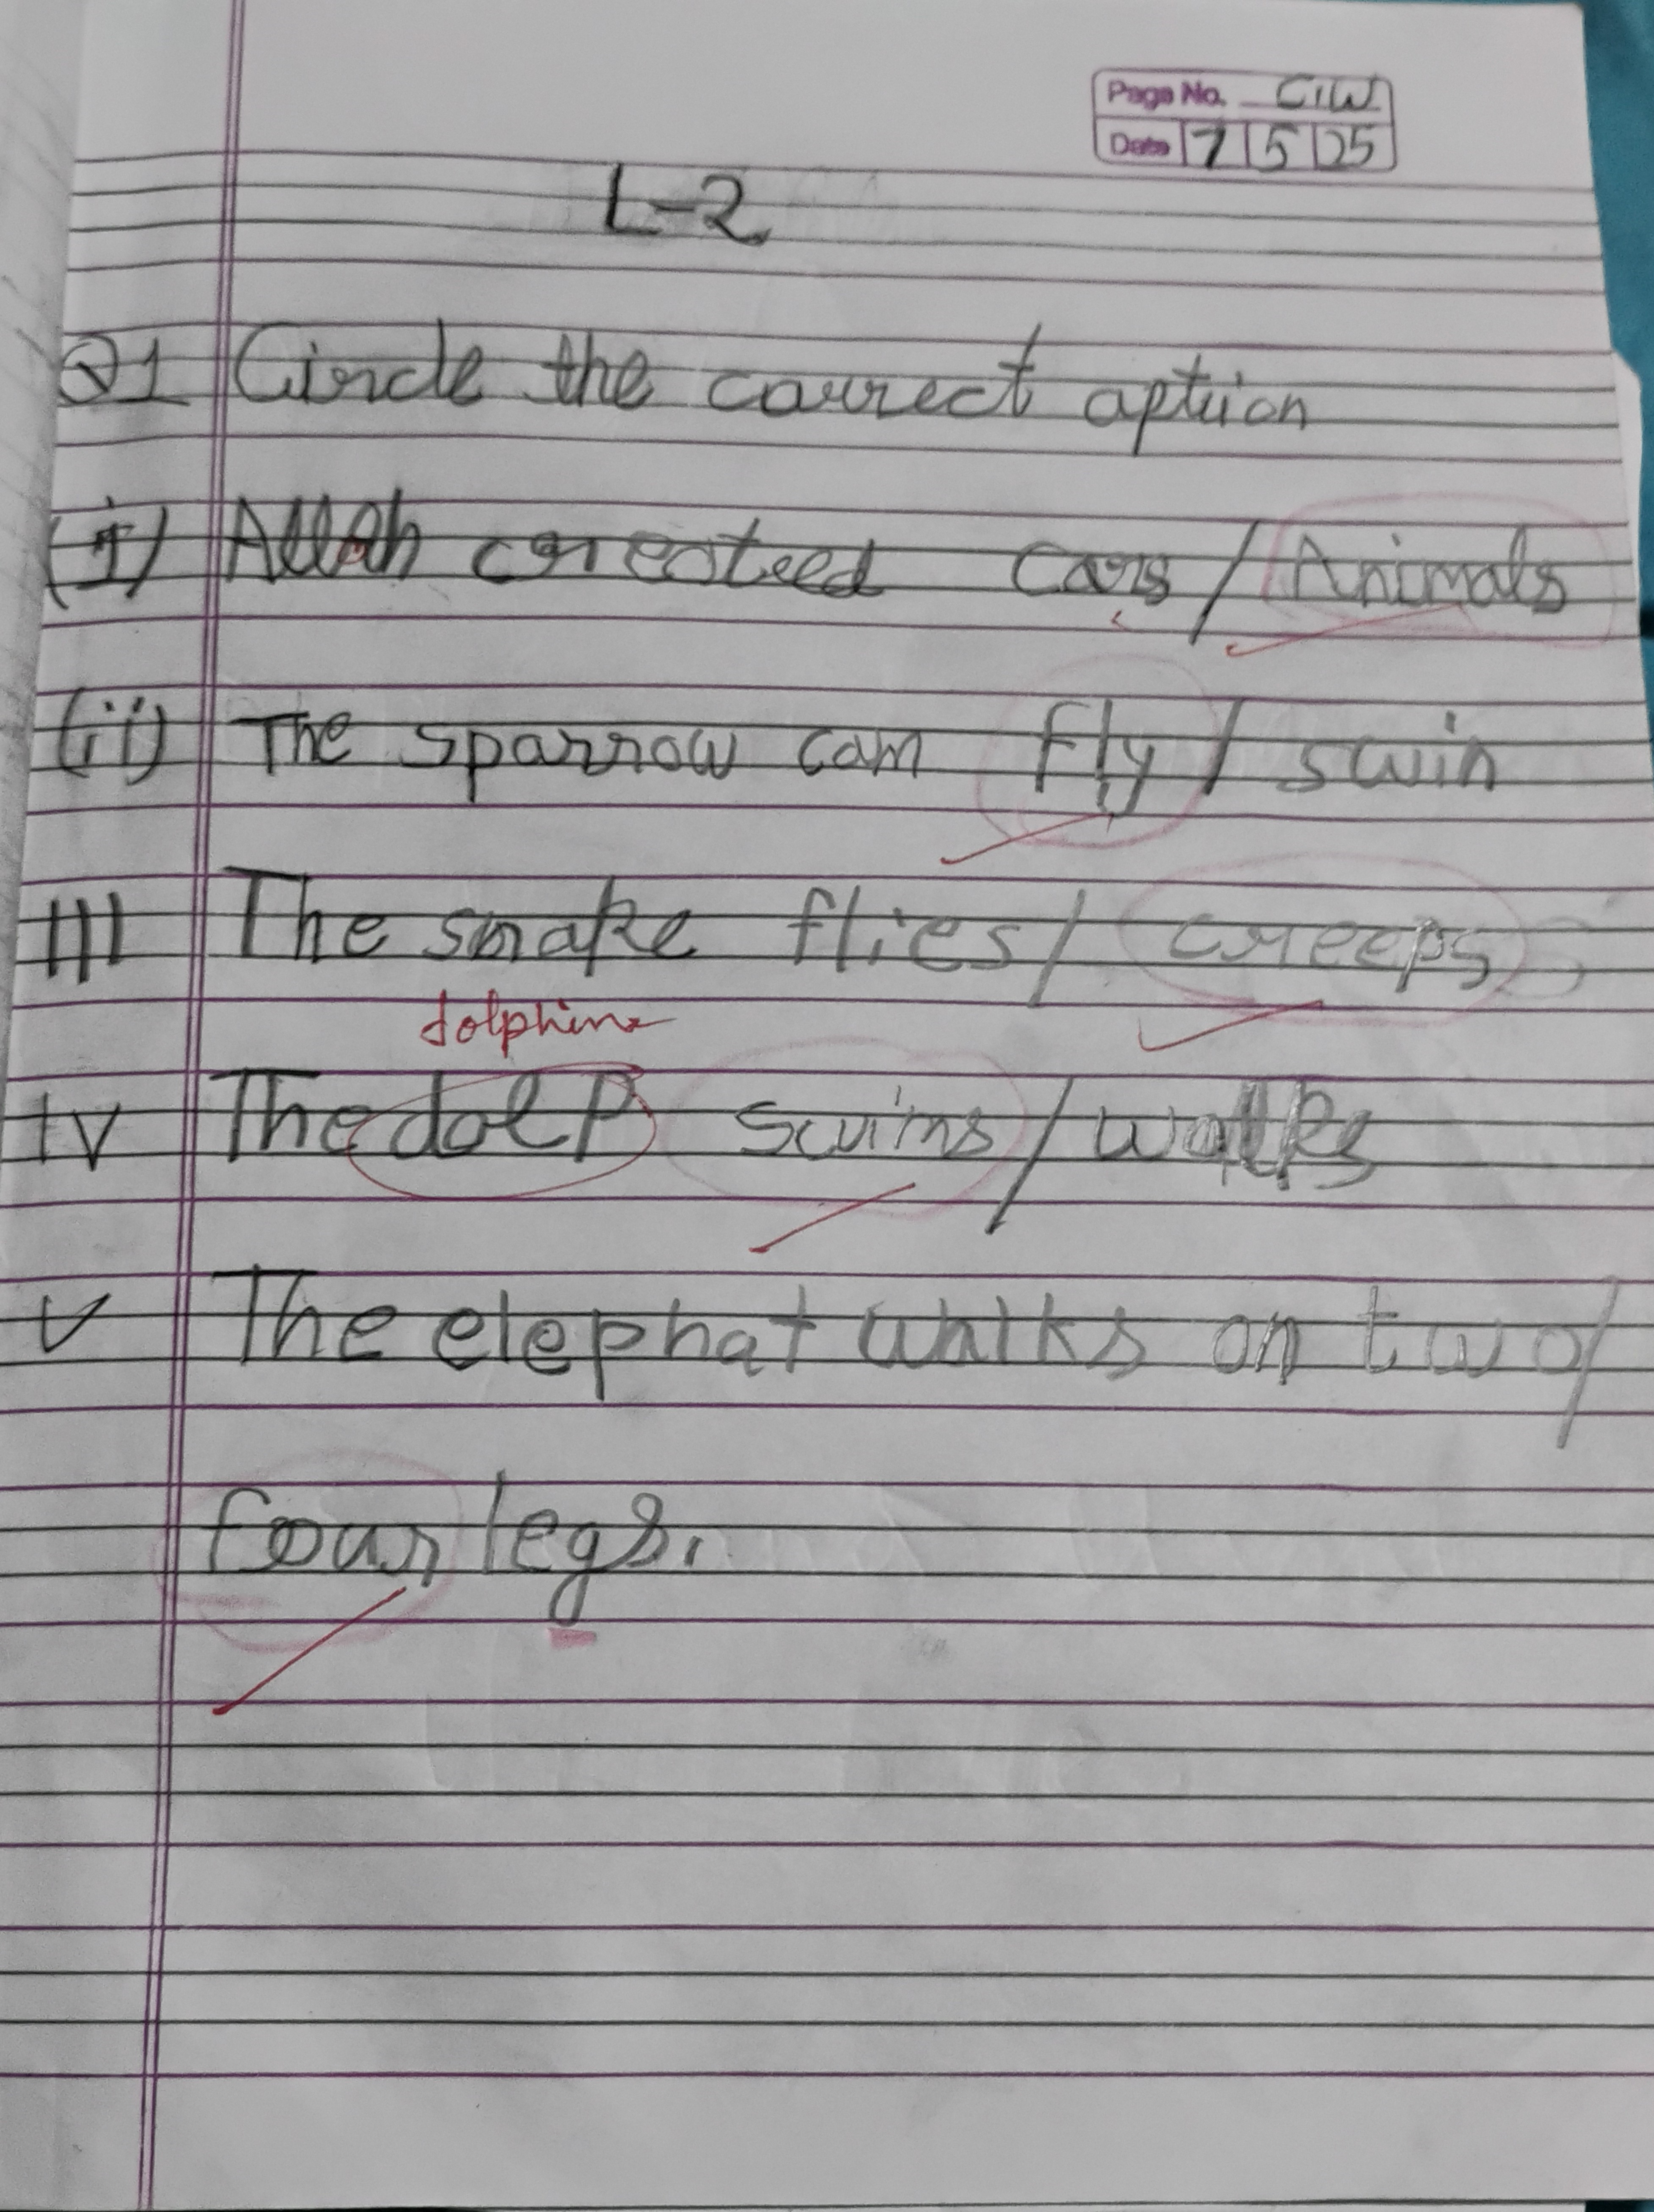 Page No. C/W
Date 7 5 25
L-2
Q1 Circle the correct option
(i) Allah created Cars / Animals
(ii) The sparrow can fly / swin
III The snake flies / creeps
dolphin
IV The dolp swims / walks
V The elephat walks on two /
four legs.